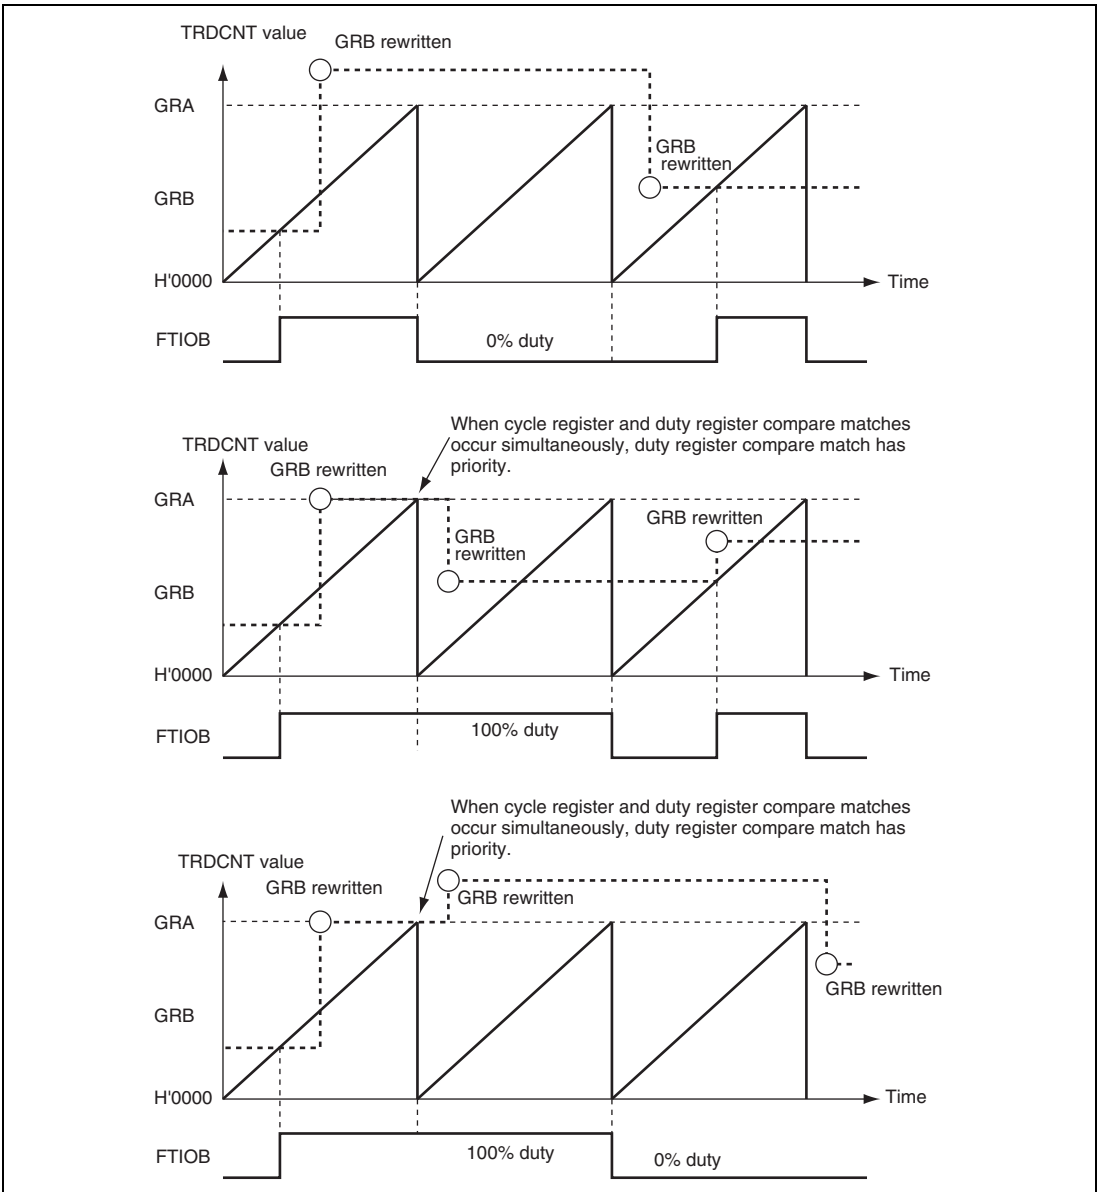 TRDCNT value
GRB rewritten
GRA
GRB
rewritten
GRB
H'0000
Time
FTIOB
0% duty
When cycle register and duty register compare matches
occur simultaneously, duty register compare match has
priority.
TRDCNT value
GRB rewritten
GRA
GRB rewritten
GRB
rewritten
GRB
H'0000
Time
FTIOB
100% duty
When cycle register and duty register compare matches
occur simultaneously, duty register compare match has
priority.
TRDCNT value
GRB rewritten
GRB rewritten
GRA
GRB rewritten
GRB
H'0000
Time
FTIOB
100% duty
0% duty